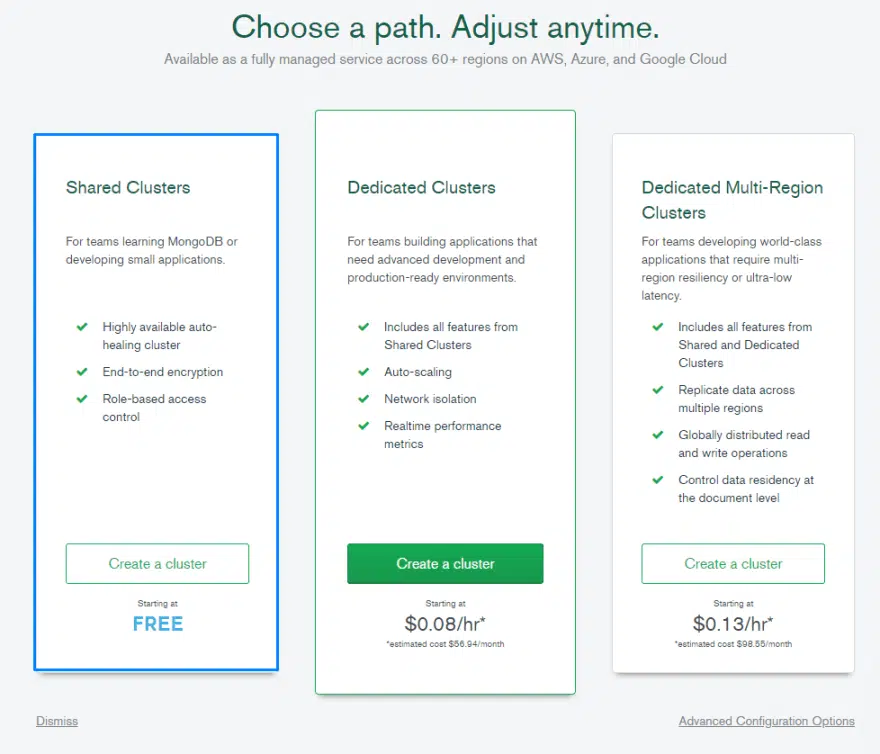 Choose a path. Adjust anytime.
Available as a fully managed service across 60+ regions on AWS, Azure, and Google Cloud
Shared Clusters
For teams learning MongoDB or
developing small applications.
Highly available auto-
healing cluster
End-to-end encryption
Role-based access
control
Create a cluster
Starting at
FREE
Dedicated Clusters
For teams building applications that
need advanced development and
production-ready environments.
Includes all features from
Shared Clusters
Auto-scaling
Network isolation
Realtime performance
metrics
Create a cluster
Starting at
$0.08/hr*
*estimated cost $56.94/month
Dedicated Multi-Region
Clusters
For teams developing world-class
applications that require multi-
region resiliency or ultra-low
latency.
Includes all features from
Shared and Dedicated
Clusters
Replicate data across
multiple regions
Globally distributed read
and write operations
Control data residency at
the document level
Create a cluster
Starting at
$0.13/hr*
*estimated cost $98.55/month
Dismiss
Advanced Configuration Options